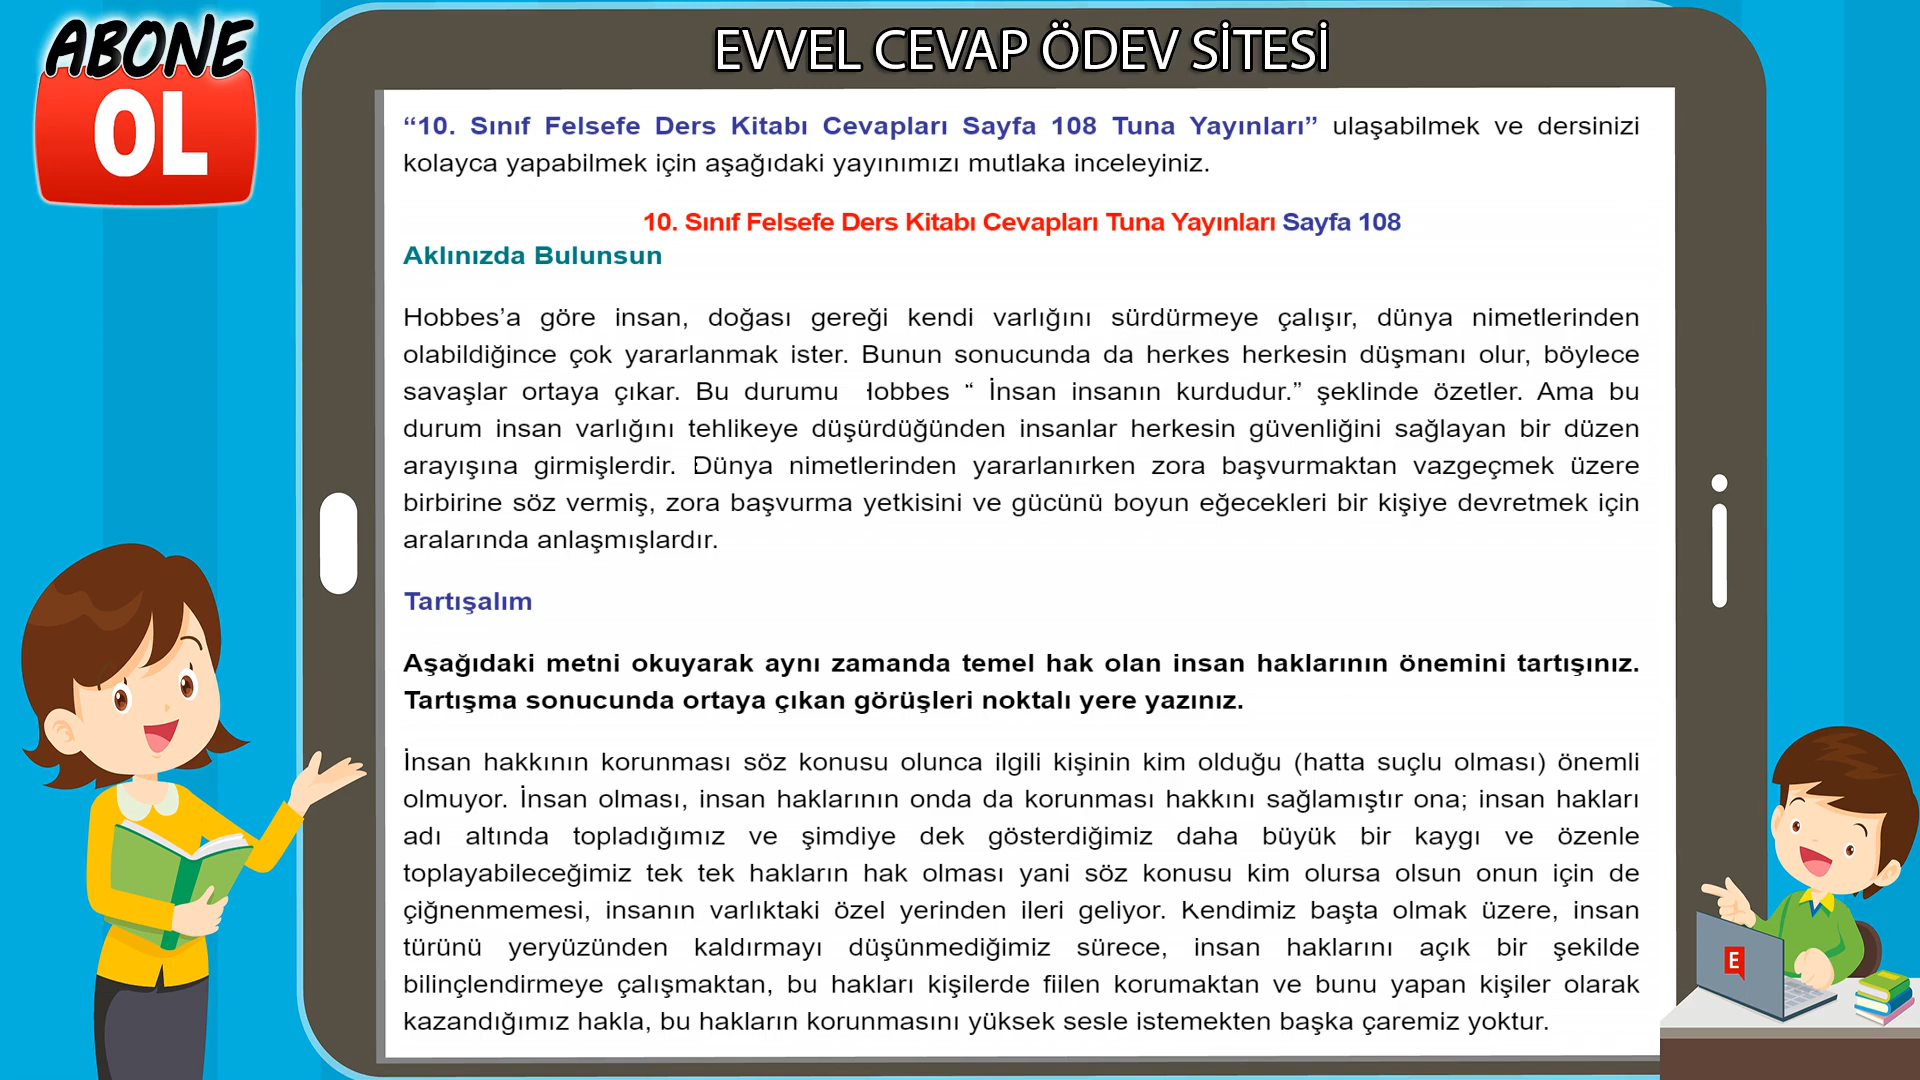 ABONE
OL
EVVEL CEVAP ÖDEV SİTESİ
“10. Sınıf Felsefe Ders Kitabı Cevapları Sayfa 108 Tuna Yayınları” ulaşabilmek ve dersinizi
kolayca yapabilmek için aşağıdaki yayınımızı mutlaka inceleyiniz.
10. Sınıf Felsefe Ders Kitabı Cevapları Tuna Yayınları Sayfa 108
Aklınızda Bulunsun
Hobbes’a göre insan, doğası gereği kendi varlığını sürdürmeye çalışır, dünya nimetlerinden
olabildiğince çok yararlanmak ister. Bunun sonucunda da herkes herkesin düşmanı olur, böylece
savaşlar ortaya çıkar. Bu durumu Hobbes “ İnsan insanın kurdudur.” şeklinde özetler. Ama bu
durum insan varlığını tehlikeye düşürdüğünden insanlar herkesin güvenliğini sağlayan bir düzen
arayışına girmişlerdir. Dünya nimetlerinden yararlanırken zora başvurmaktan vazgeçmek üzere
birbirine söz vermiş, zora başvurma yetkisini ve gücünü boyun eğecekleri bir kişiye devretmek için
aralarında anlaşmışlardır.
Tartışalım
Aşağıdaki metni okuyarak aynı zamanda temel hak olan insan haklarının önemini tartışınız.
Tartışma sonucunda ortaya çıkan görüşleri noktalı yere yazınız.
İnsan hakkının korunması söz konusu olunca ilgili kişinin kim olduğu (hatta suçlu olması) önemli
olmuyor. İnsan olması, insan haklarının onda da korunması hakkını sağlamıştır ona; insan hakları
adı altında topladığımız ve şimdiye dek gösterdiğimiz daha büyük bir kaygı ve özenle
toplayabileceğimiz tek tek hakların hak olması yani söz konusu kim olursa olsun onun için de
çiğnenmemesi, insanın varlıktaki özel yerinden ileri geliyor. Kendimiz başta olmak üzere, insan
türünü yeryüzünden kaldırmayı düşünmediğimiz sürece, insan haklarını açık bir şekilde
bilinçlendirmeye çalışmaktan, bu hakları kişilerde fiilen korumaktan ve bunu yapan kişiler olarak
kazandığımız hakla, bu hakların korunmasını yüksek sesle istemekten başka çaremiz yoktur.
E